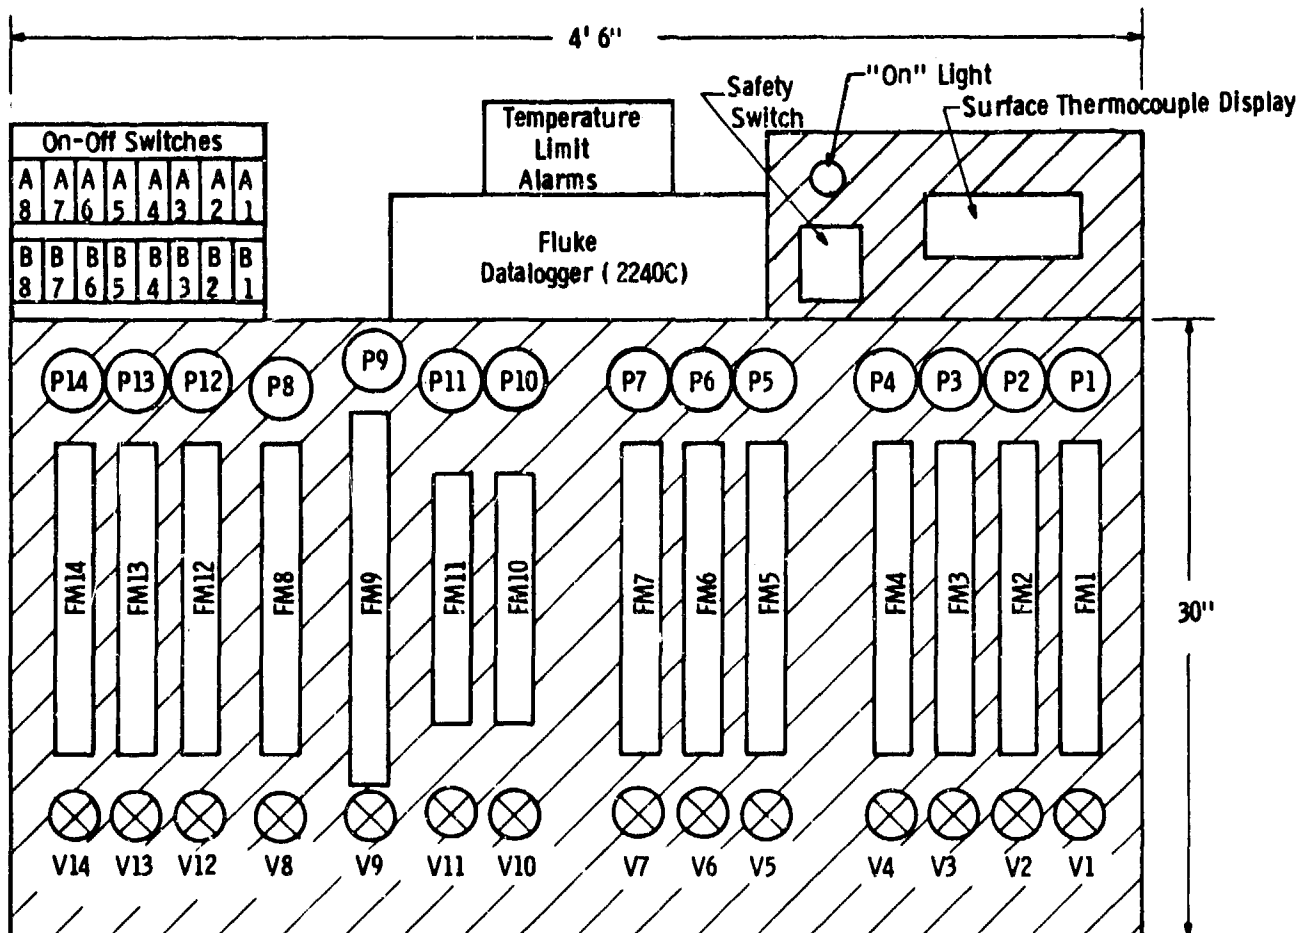 4' 6"
"On" Light
Safety
Switch
Surface Thermocouple Display
Temperature
Limit
Alarms
On-Off Switches
A A A A A A A A
8 7 6 5 4 3 2 1
B B B B B B B B
8 7 6 5 4 3 2 1
Fluke
Datalogger ( 2240C)
P14 P13 P12 P8 P9 P11 P10 P7 P6 P5 P4 P3 P2 P1
FM14 FM13 FM12 FM8 FM9 FM11 FM10 FM7 FM6 FM5 FM4 FM3 FM2 FM1
30"
V14 V13 V12 V8 V9 V11 V10 V7 V6 V5 V4 V3 V2 V1